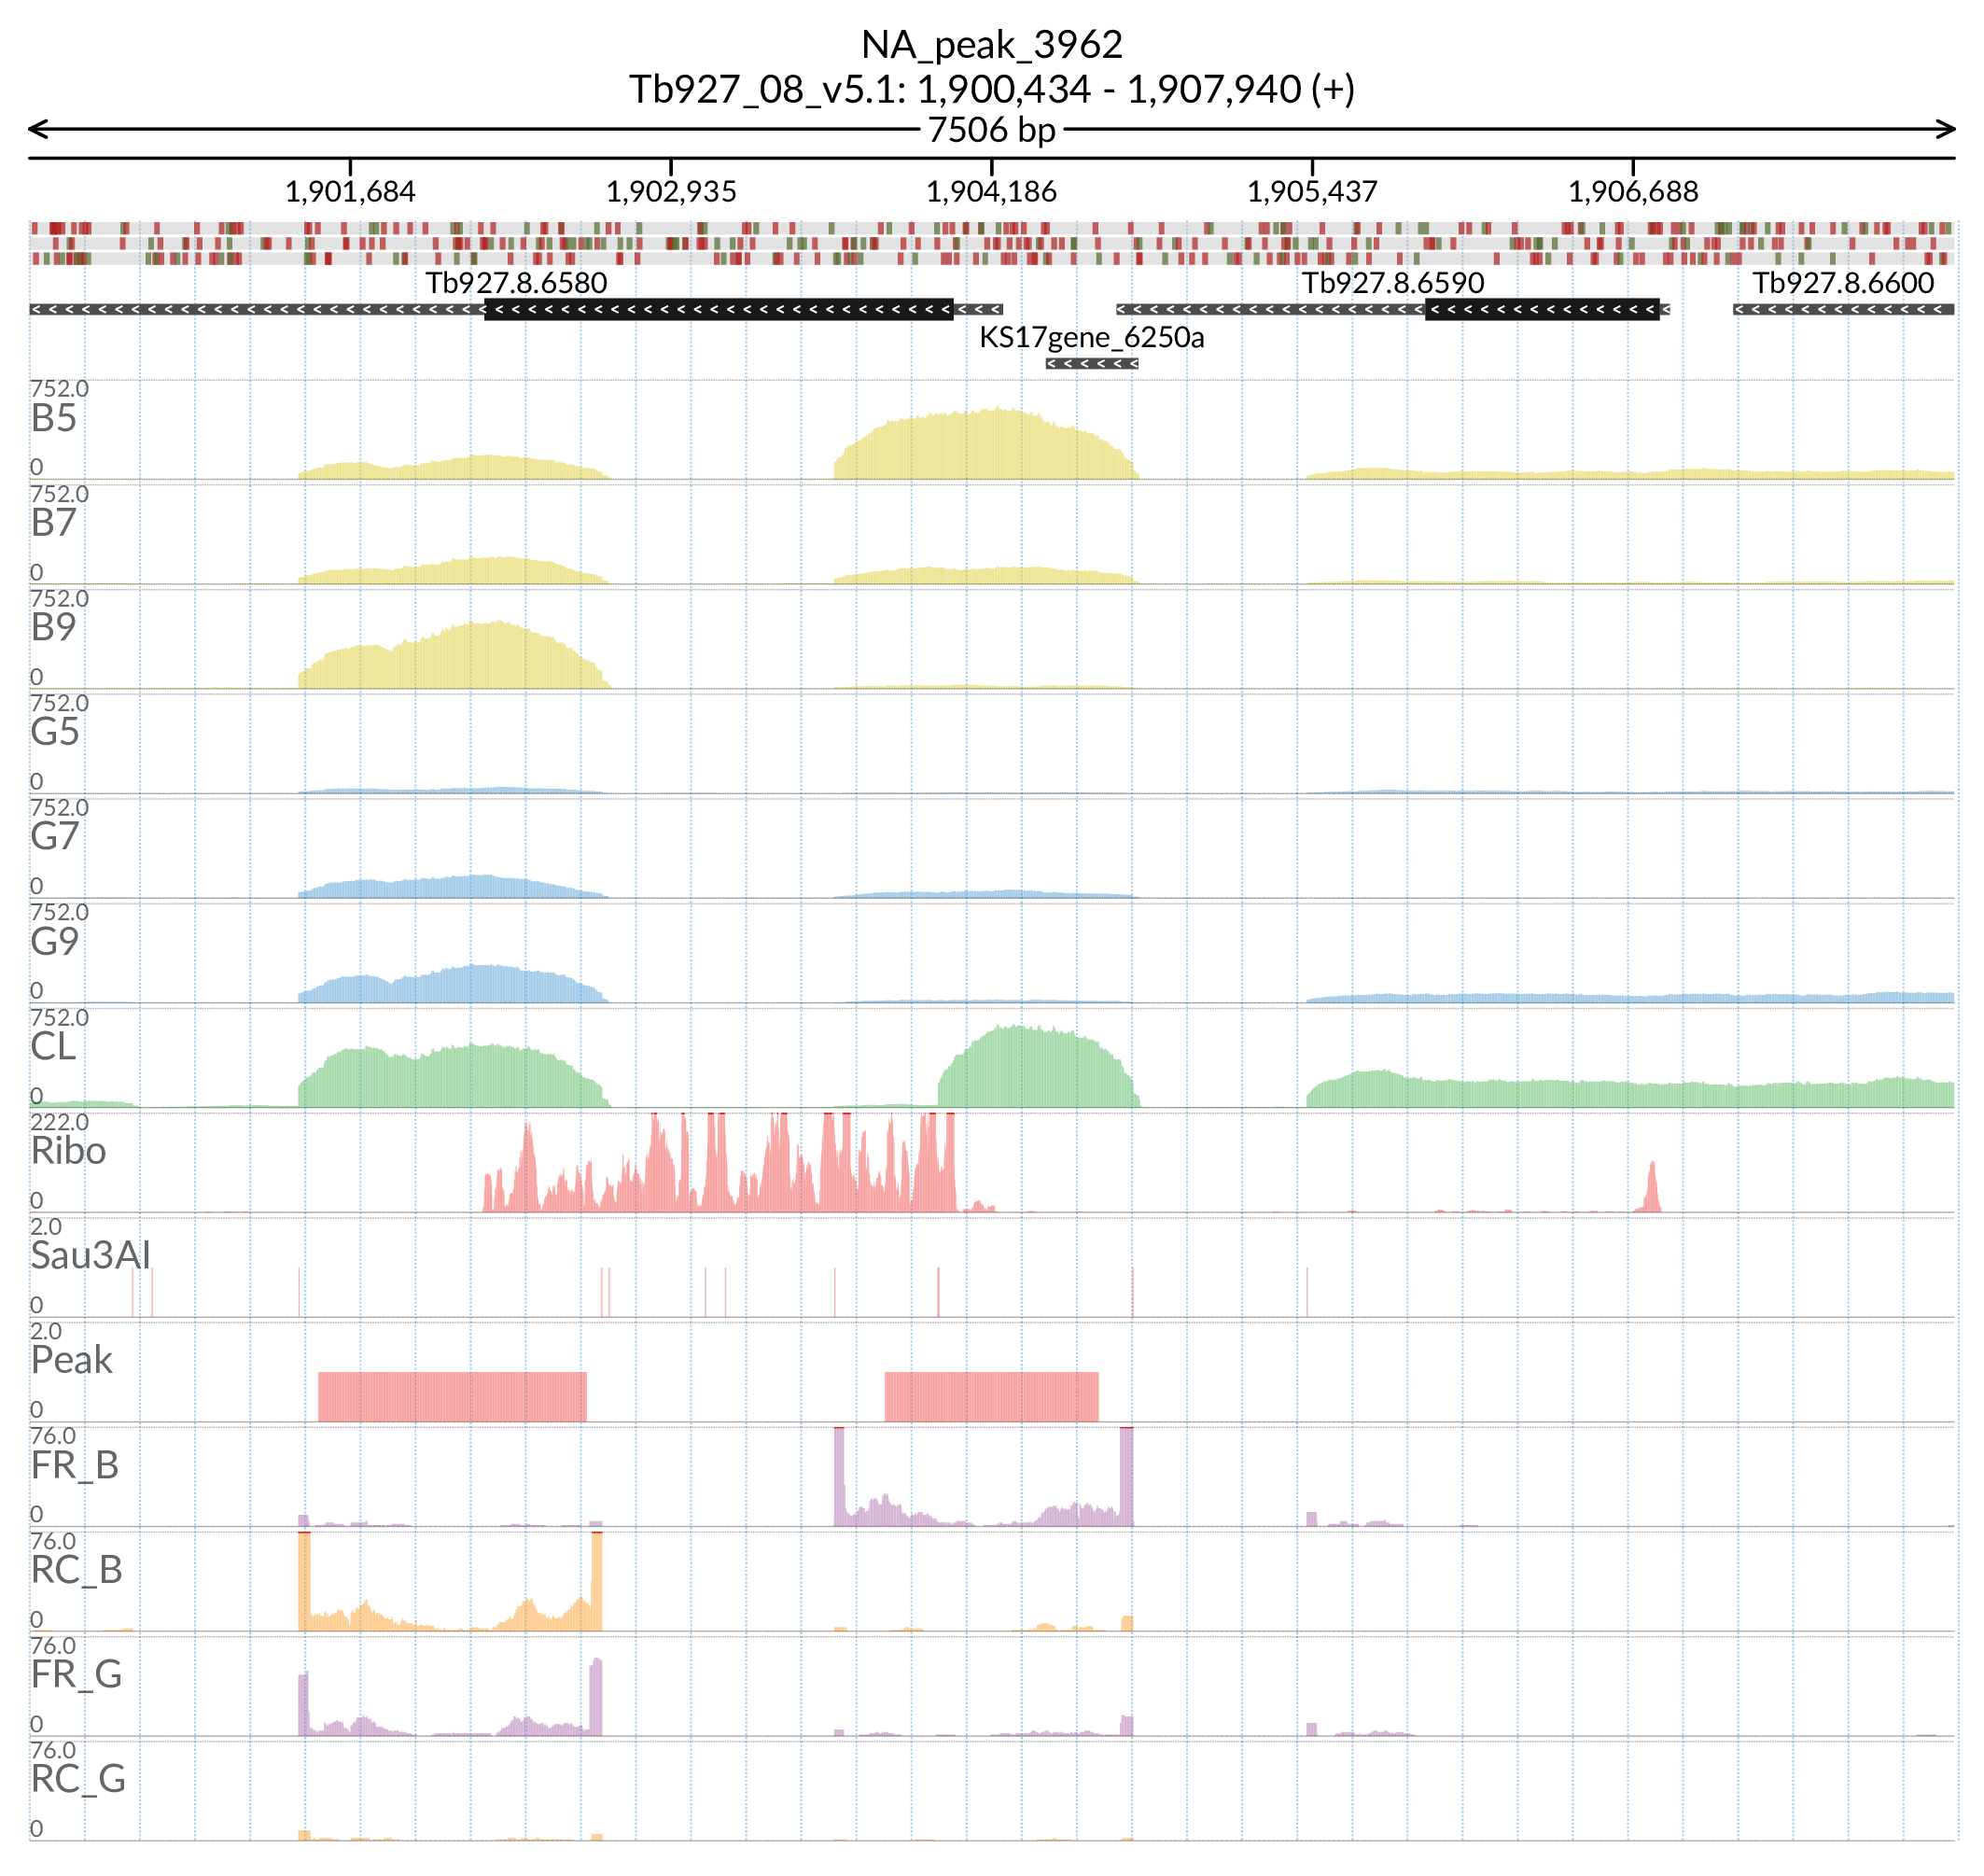 NA_peak_3962
Tb927_08_v5.1: 1,900,434 - 1,907,940 (+)
7506 bp
1,901,684 1,902,935 1,904,186 1,905,437 1,906,688
Tb927.8.6580 Tb927.8.6590 Tb927.8.6600
KS17gene_6250a
752.0
B5
0
752.0
B7
0
752.0
B9
0
752.0
G5
0
752.0
G7
0
752.0
G9
0
752.0
CL
0
222.0
Ribo
0
2.0
Sau3AI
0
2.0
Peak
0
76.0
FR_B
0
76.0
RC_B
0
76.0
FR_G
0
76.0
RC_G
0